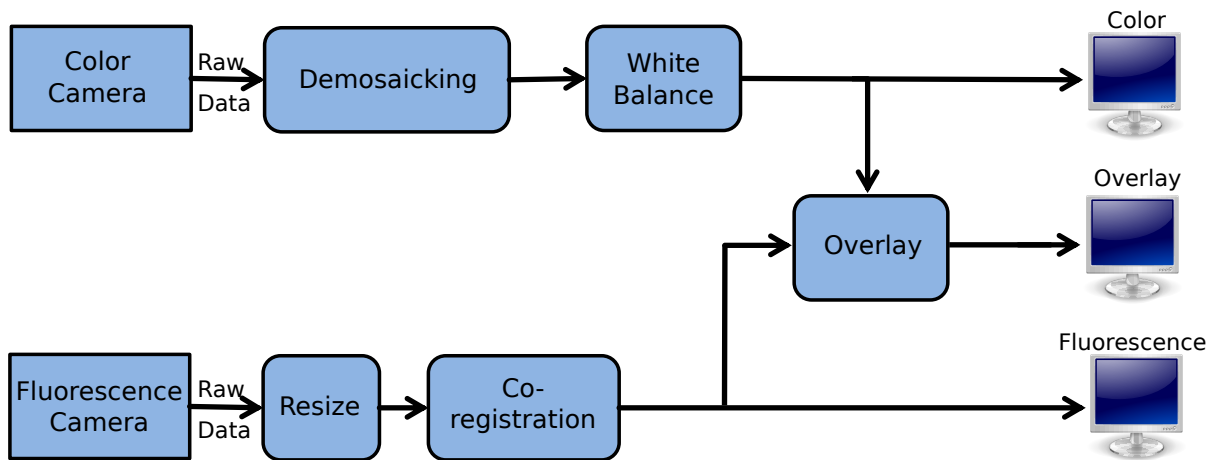 Color
Color
Camera
Raw
Data
Demosaicking
White
Balance
Overlay
Overlay
Fluorescence
Fluorescence
Camera
Raw
Data
Resize
Co-
registration